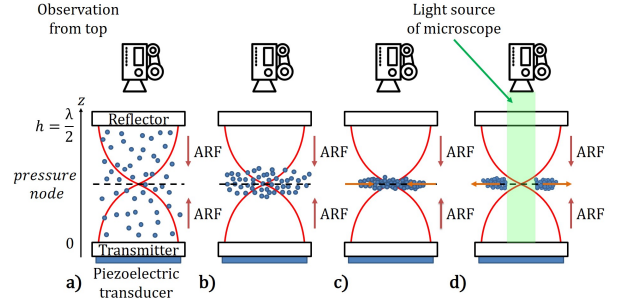 Observation
from top
Light source
of microscope
z
h = λ/2
Reflector
ARF
ARF
ARF
ARF
pressure
node
ARF
ARF
ARF
ARF
0
Transmitter
a)
b)
c)
d)
Piezoelectric
transducer